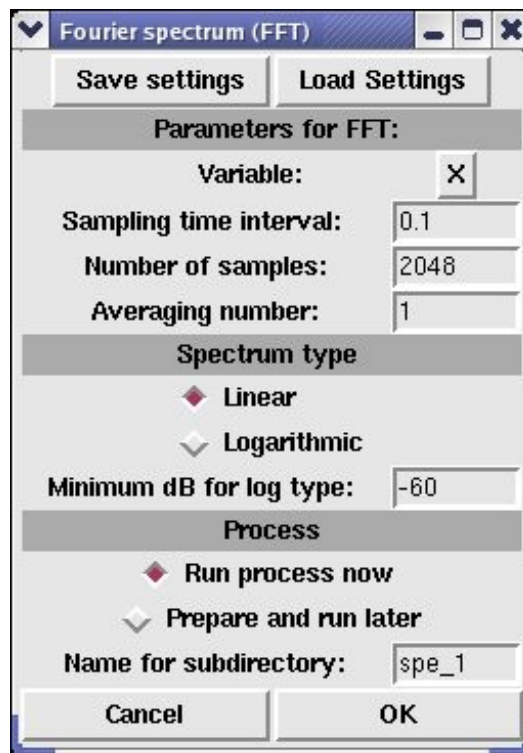 Fourier spectrum (FFT)
Save settings Load Settings
Parameters for FFT:
Variable: X
Sampling time interval: 0.1
Number of samples: 2048
Averaging number: 1
Spectrum type
Linear
Logarithmic
Minimum dB for log type: -60
Process
Run process now
Prepare and run later
Name for subdirectory: spe_1
Cancel OK